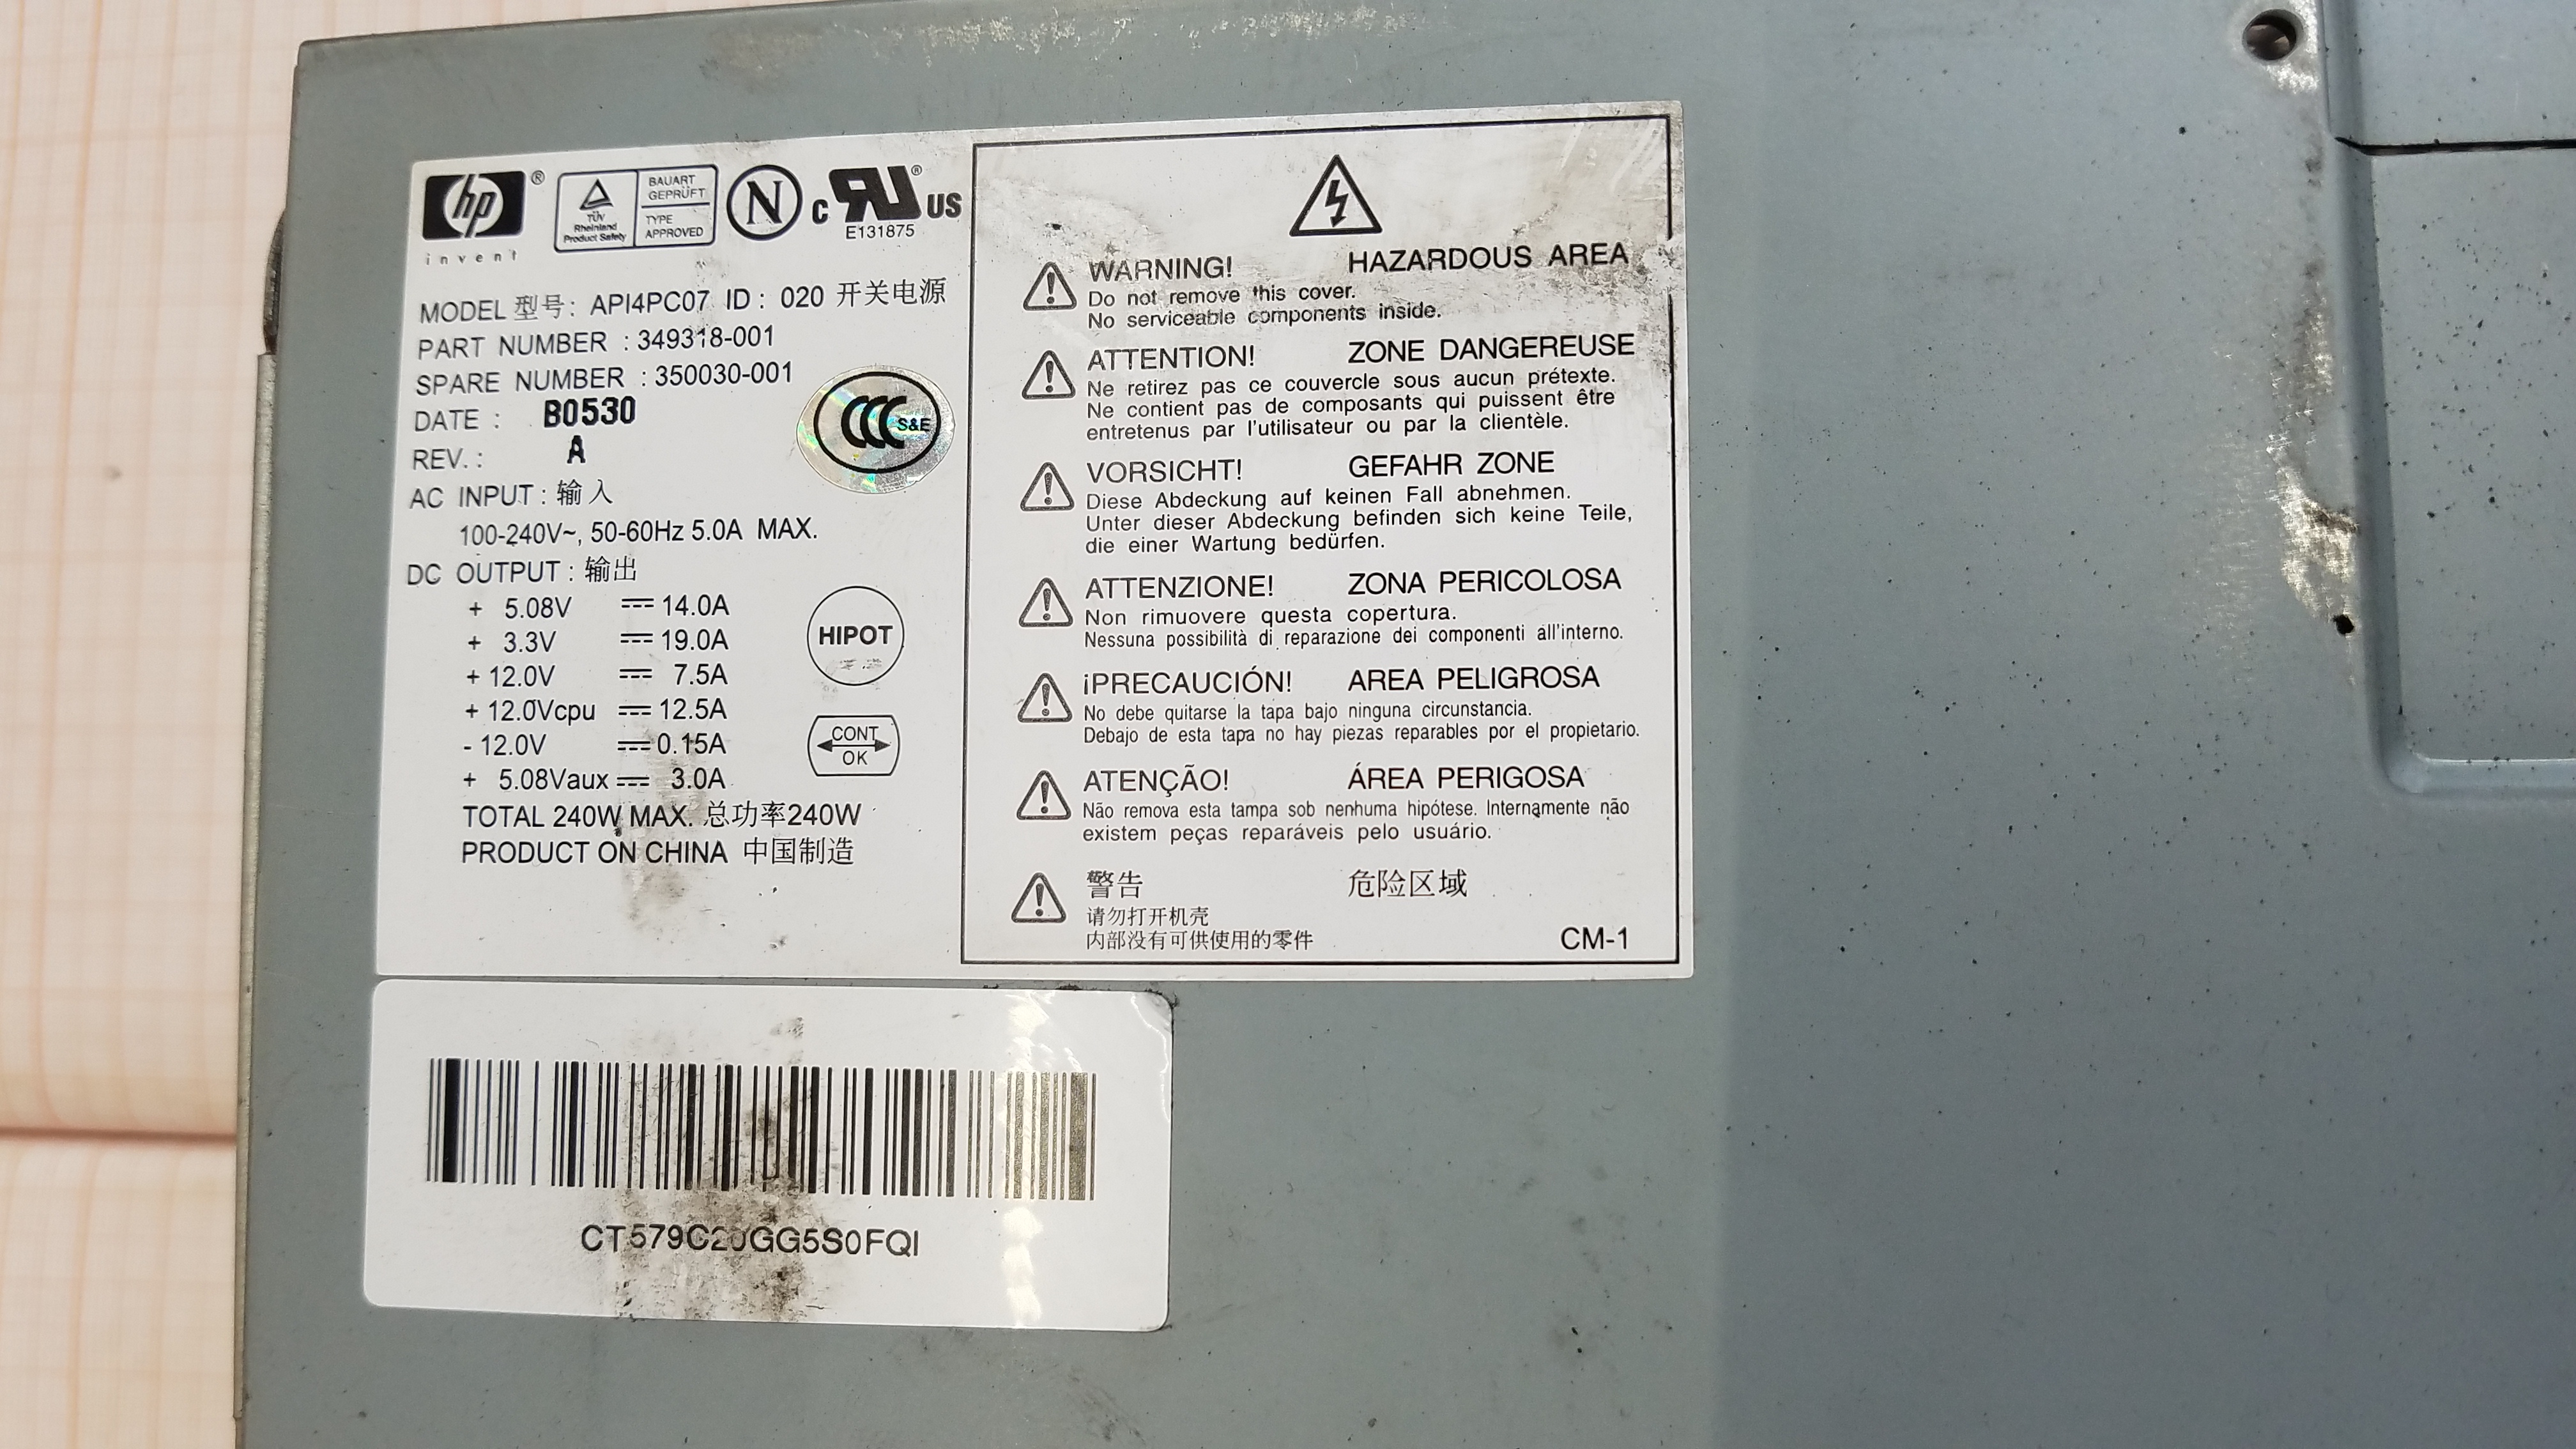 hp ®
invent
TÜV
Rheinland
Product Safety
BAUART
GEPRÜFT
TYPE
APPROVED
N
c RU ® US
E131875
MODEL 型号: API4PC07 ID: 020 开关电源
PART NUMBER : 349318-001
SPARE NUMBER : 350030-001
DATE : B0530
REV. : A
CCC S&E
AC INPUT : 输入
100-240V~, 50-60Hz 5.0A MAX.
DC OUTPUT : 输出
+ 5.08V ⎓ 14.0A
+ 3.3V ⎓ 19.0A
+ 12.0V ⎓ 7.5A
+ 12.0Vcpu ⎓ 12.5A
- 12.0V ⎓ 0.15A
+ 5.08Vaux ⎓ 3.0A
HIPOT
CONT
OK
TOTAL 240W MAX. 总功率240W
PRODUCT ON CHINA 中国制造
WARNING! HAZARDOUS AREA
Do not remove this cover.
No serviceable components inside.
ATTENTION! ZONE DANGEREUSE
Ne retirez pas ce couvercle sous aucun prétexte.
Ne contient pas de composants qui puissent être
entretenus par l'utilisateur ou par la clientèle.
VORSICHT! GEFAHR ZONE
Diese Abdeckung auf keinen Fall abnehmen.
Unter dieser Abdeckung befinden sich keine Teile,
die einer Wartung bedürfen.
ATTENZIONE! ZONA PERICOLOSA
Non rimuovere questa copertura.
Nessuna possibilità di reparazione dei componenti all'interno.
¡PRECAUCIÓN! AREA PELIGROSA
No debe quitarse la tapa bajo ninguna circunstancia.
Debajo de esta tapa no hay piezas reparables por el propietario.
ATENÇÃO! ÁREA PERIGOSA
Não remova esta tampa sob nenhuma hipótese. Internamente não
existem peças reparáveis pelo usuário.
警告 危险区域
请勿打开机壳
内部没有可供使用的零件
CM-1
CT579C20GG5S0FQI